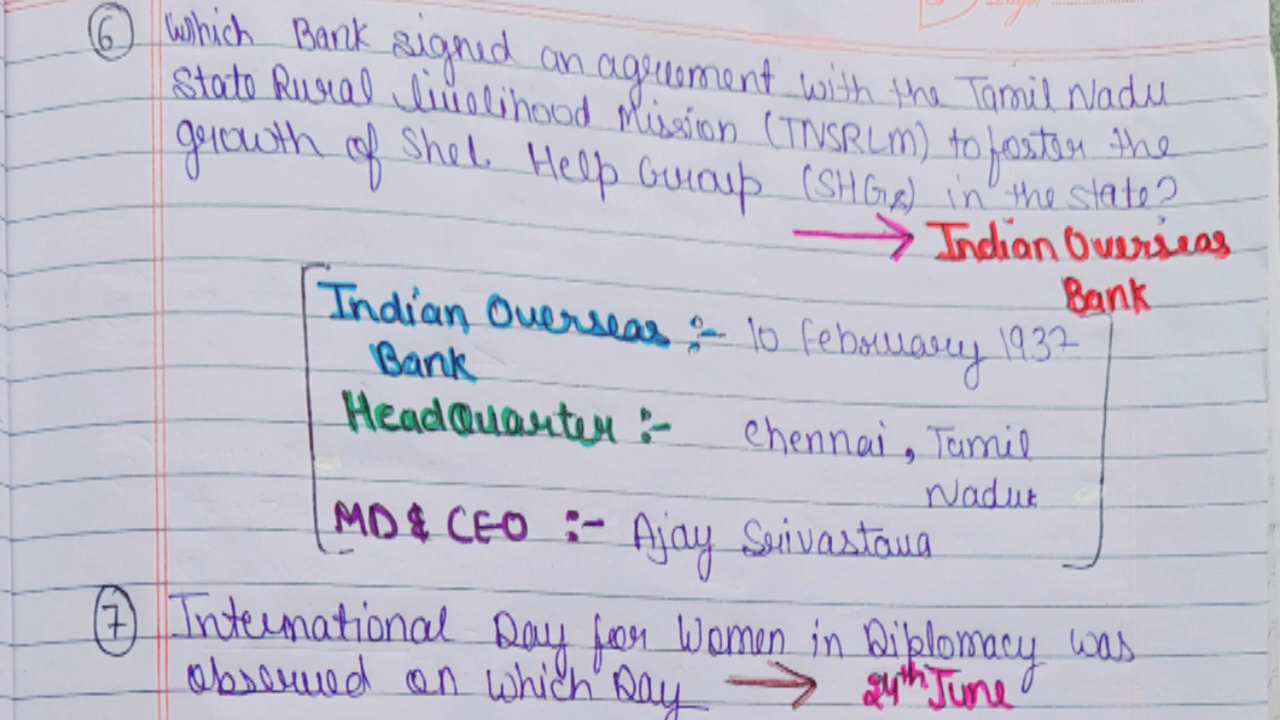 ⑥ Which Bank signed an agreement with the Tamil Nadu
State Rural livelihood Mission (TNSRLM) to foster the
growth of Shel. Help Group (SHGs) in the state?
→ Indian Overseas
Bank
Indian Overseas :- 10 February 1937
Bank
HeadQuarter :- Chennai, Tamil
Nadu
MD & CEO :- Ajay Srivastava
⑦ International Day for Women in Diplomacy was
observed on which Day → 24th June